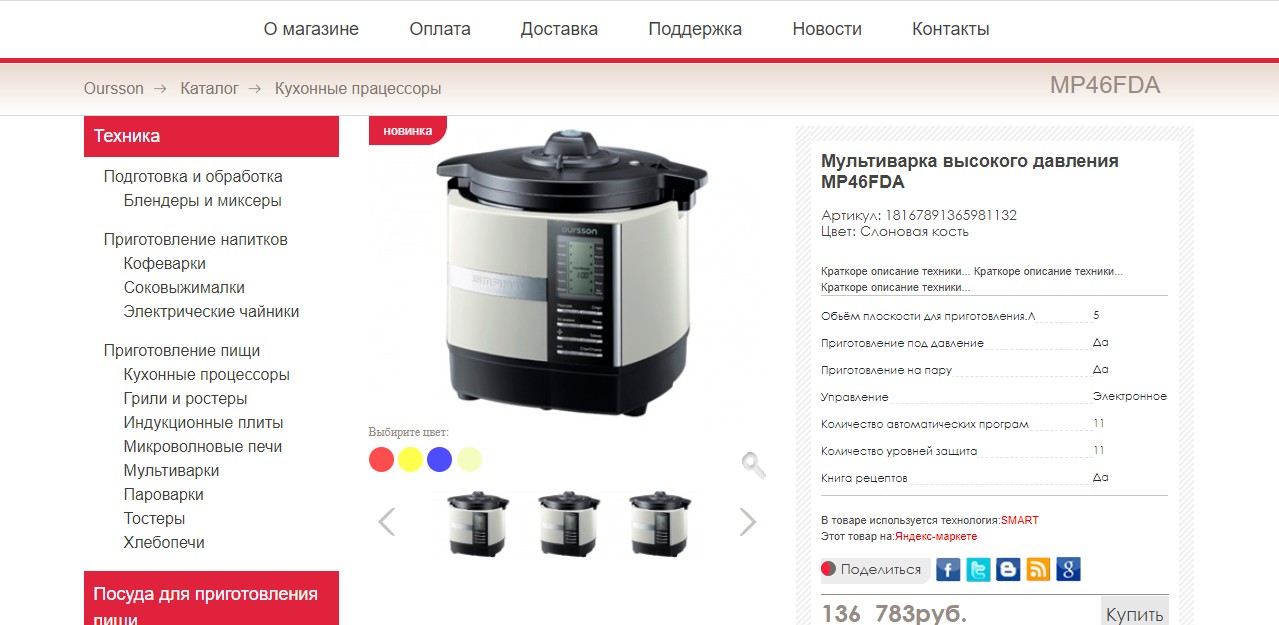 О магазине Оплата Доставка Поддержка Новости Контакты
Oursson → Каталог → Кухонные працессоры
MP46FDA
Техника
Подготовка и обработка
Блендеры и миксеры
Приготовление напитков
Кофеварки
Соковыжималки
Электрические чайники
Приготовление пищи
Кухонные процессоры
Грили и ростеры
Индукционные плиты
Микроволновые печи
Мультиварки
Пароварки
Тостеры
Хлебопечи
Посуда для приготовления
пищи
новинка
oursson
Выбирите цвет:
Мультиварка высокого давления
MP46FDA
Артикул: 18167891365981132
Цвет: Слоновая кость
Краткоре описание техники... Краткоре описание техники...
Краткоре описание техники...
Обьём плоскости для приготовления.Л 5
Приготовление под давление Да
Приготовление на пару Да
Управление Электронное
Количество автоматических програм 11
Количество уровней защита 11
Книга рецептов Да
В товаре используется технология:SMART
Этот товар на:Яндекс-маркете
Поделиться
136 783руб. Купить